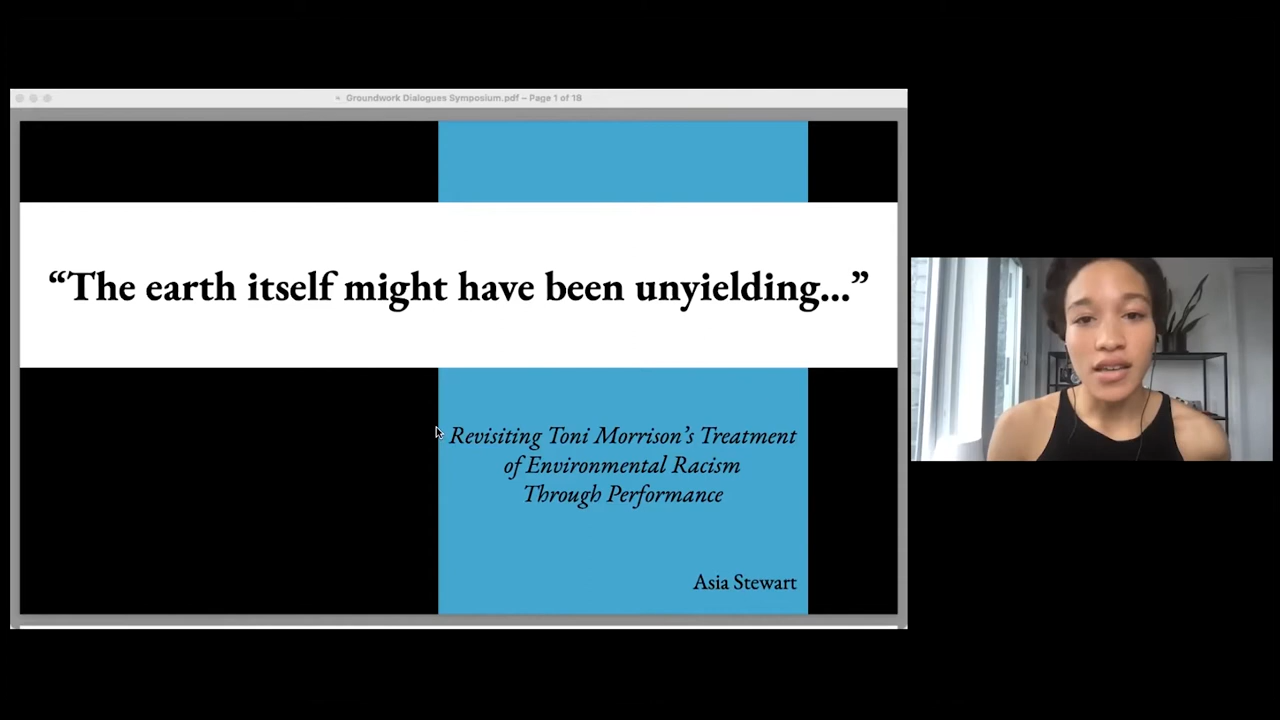 Groundwork Dialogues Symposium.pdf – Page 1 of 18
“The earth itself might have been unyielding...”
Revisiting Toni Morrison’s Treatment
of Environmental Racism
Through Performance
Asia Stewart